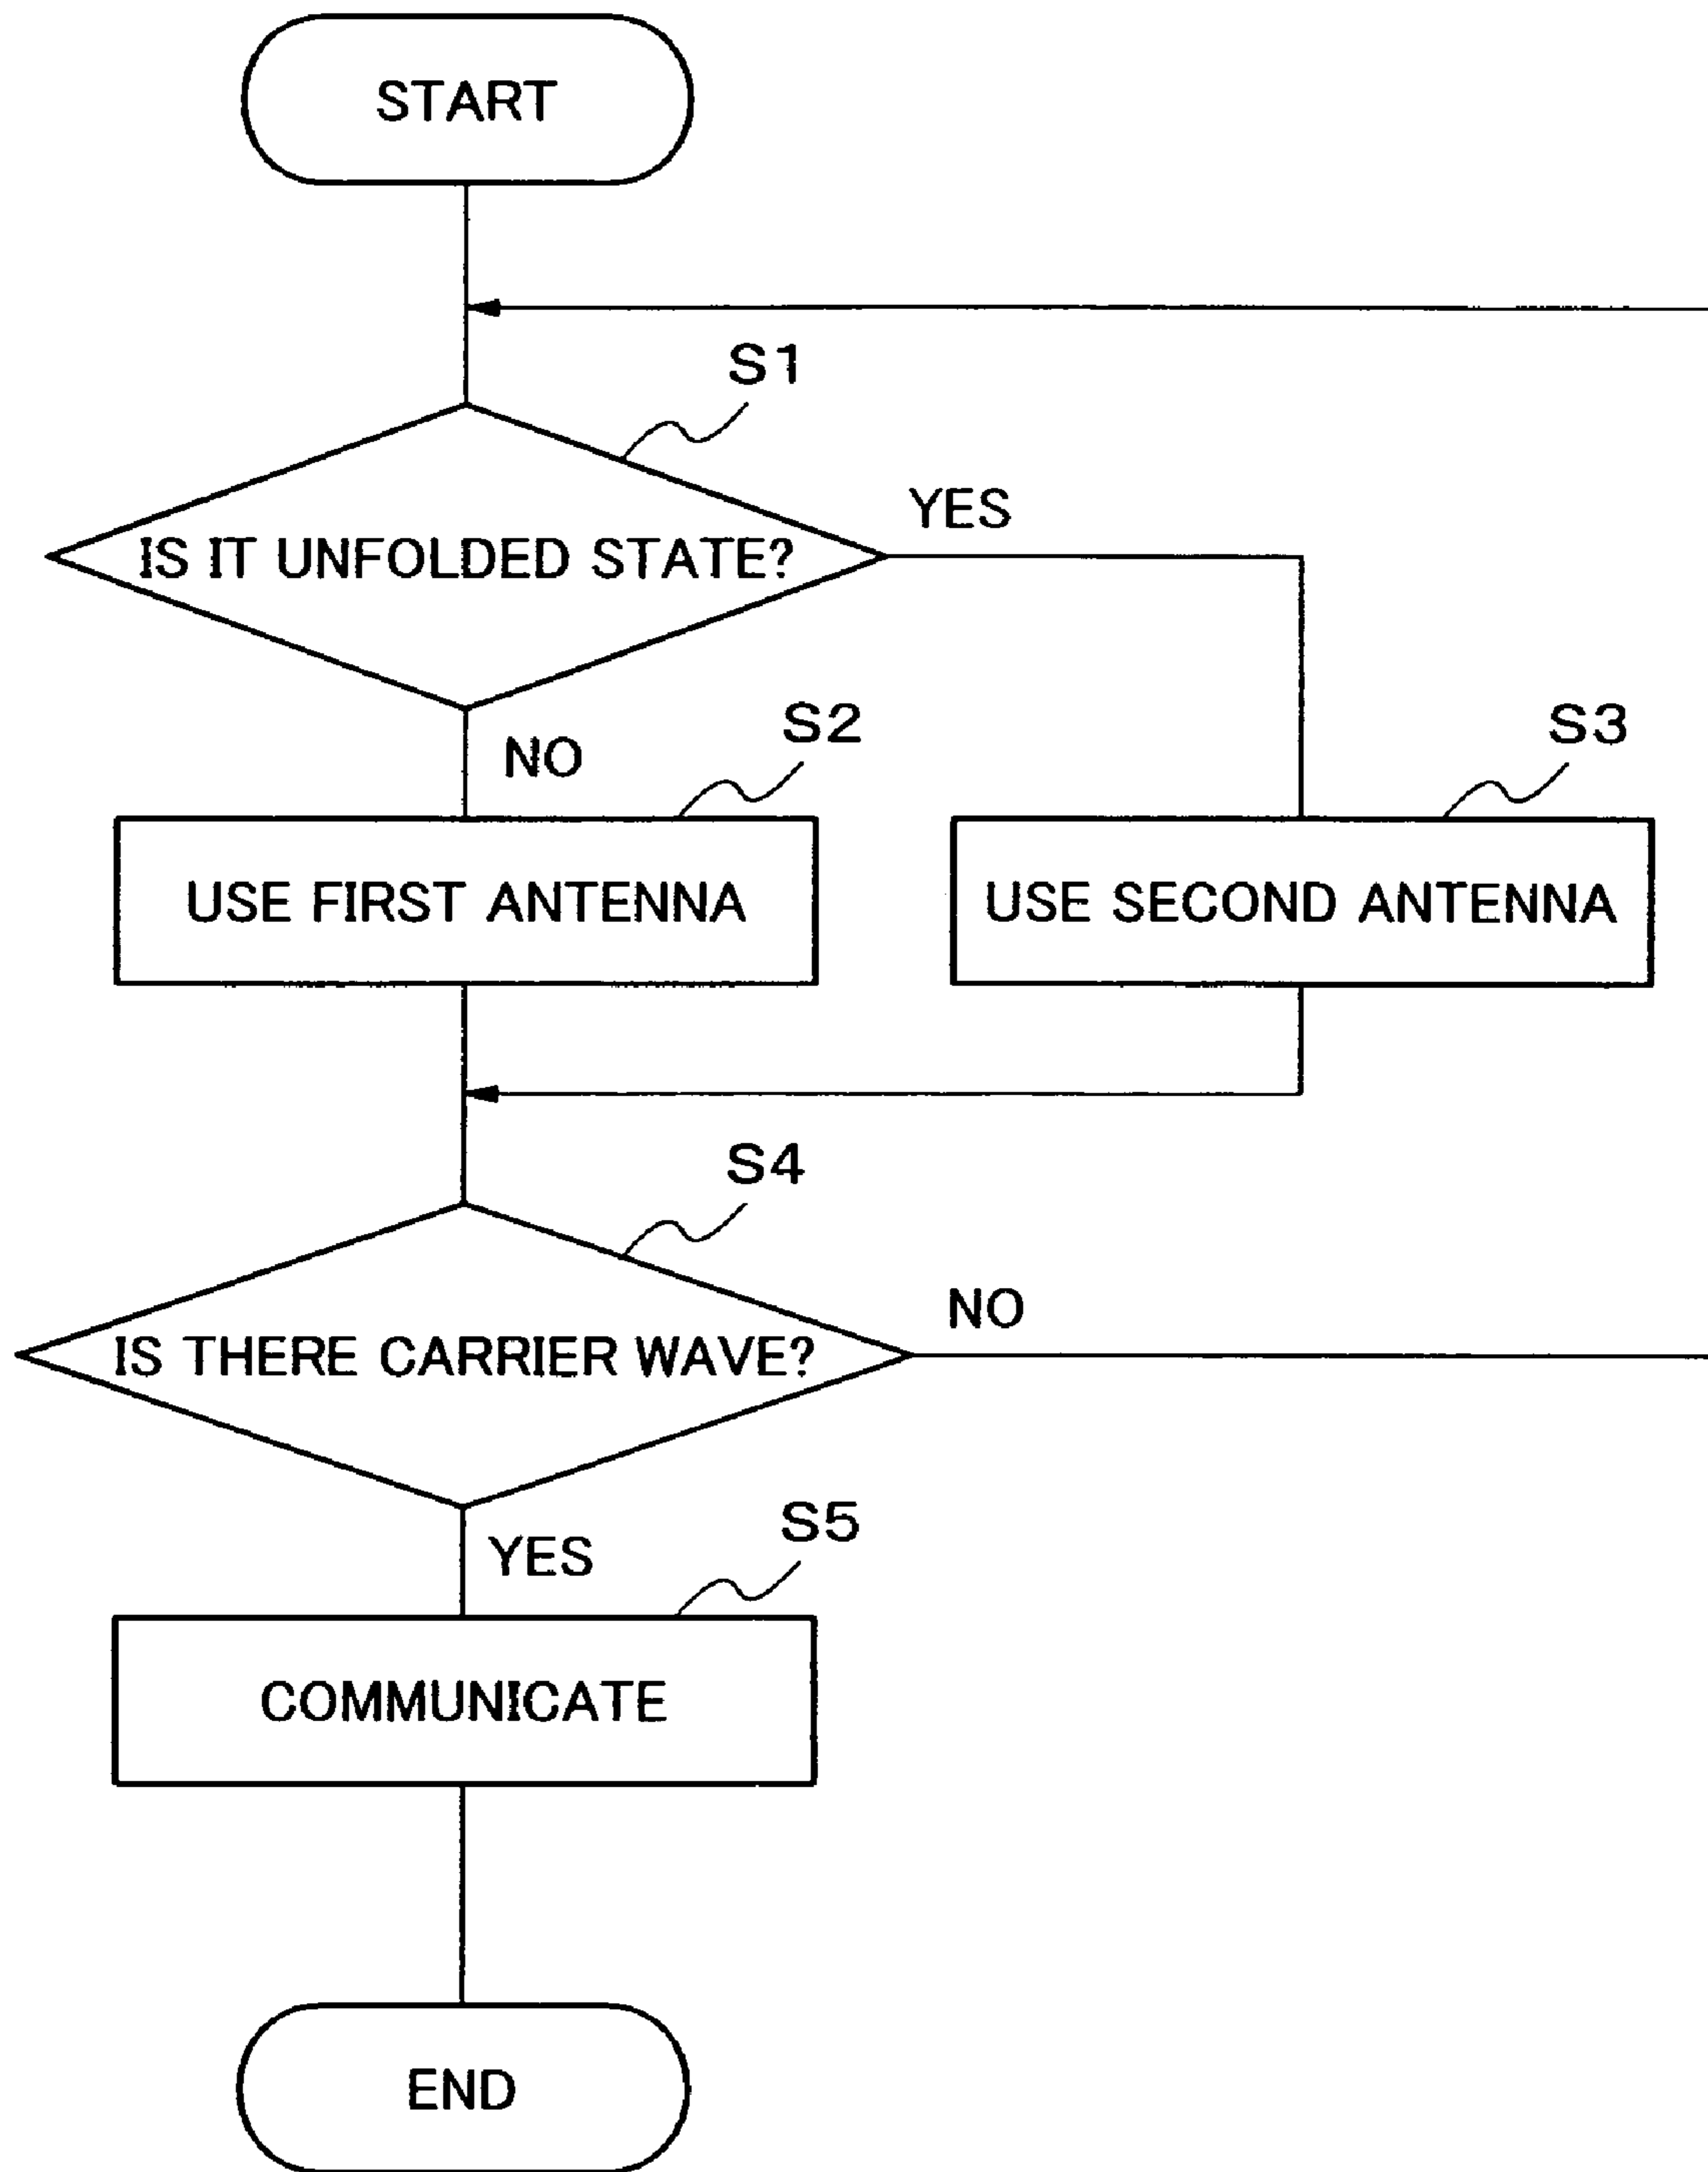 START
S1
IS IT UNFOLDED STATE?
YES
NO
S2
S3
USE FIRST ANTENNA
USE SECOND ANTENNA
S4
IS THERE CARRIER WAVE?
NO
YES
S5
COMMUNICATE
END